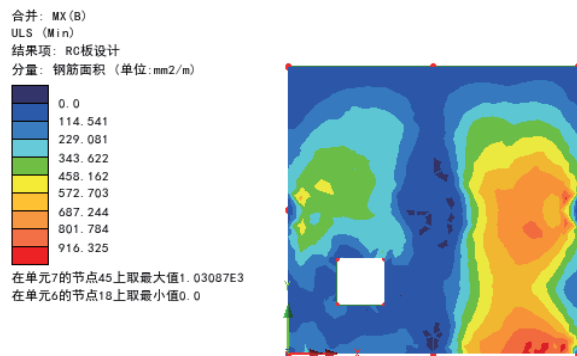 合并: MX(B)
ULS (Min)
结果项: RC板设计
分量: 钢筋面积 (单位:mm2/m)
0.0
114.541
229.081
343.622
458.162
572.703
687.244
801.784
916.325
在单元7的节点45上取最大值1.03087E3
在单元6的节点18上取最小值0.0
Y
X